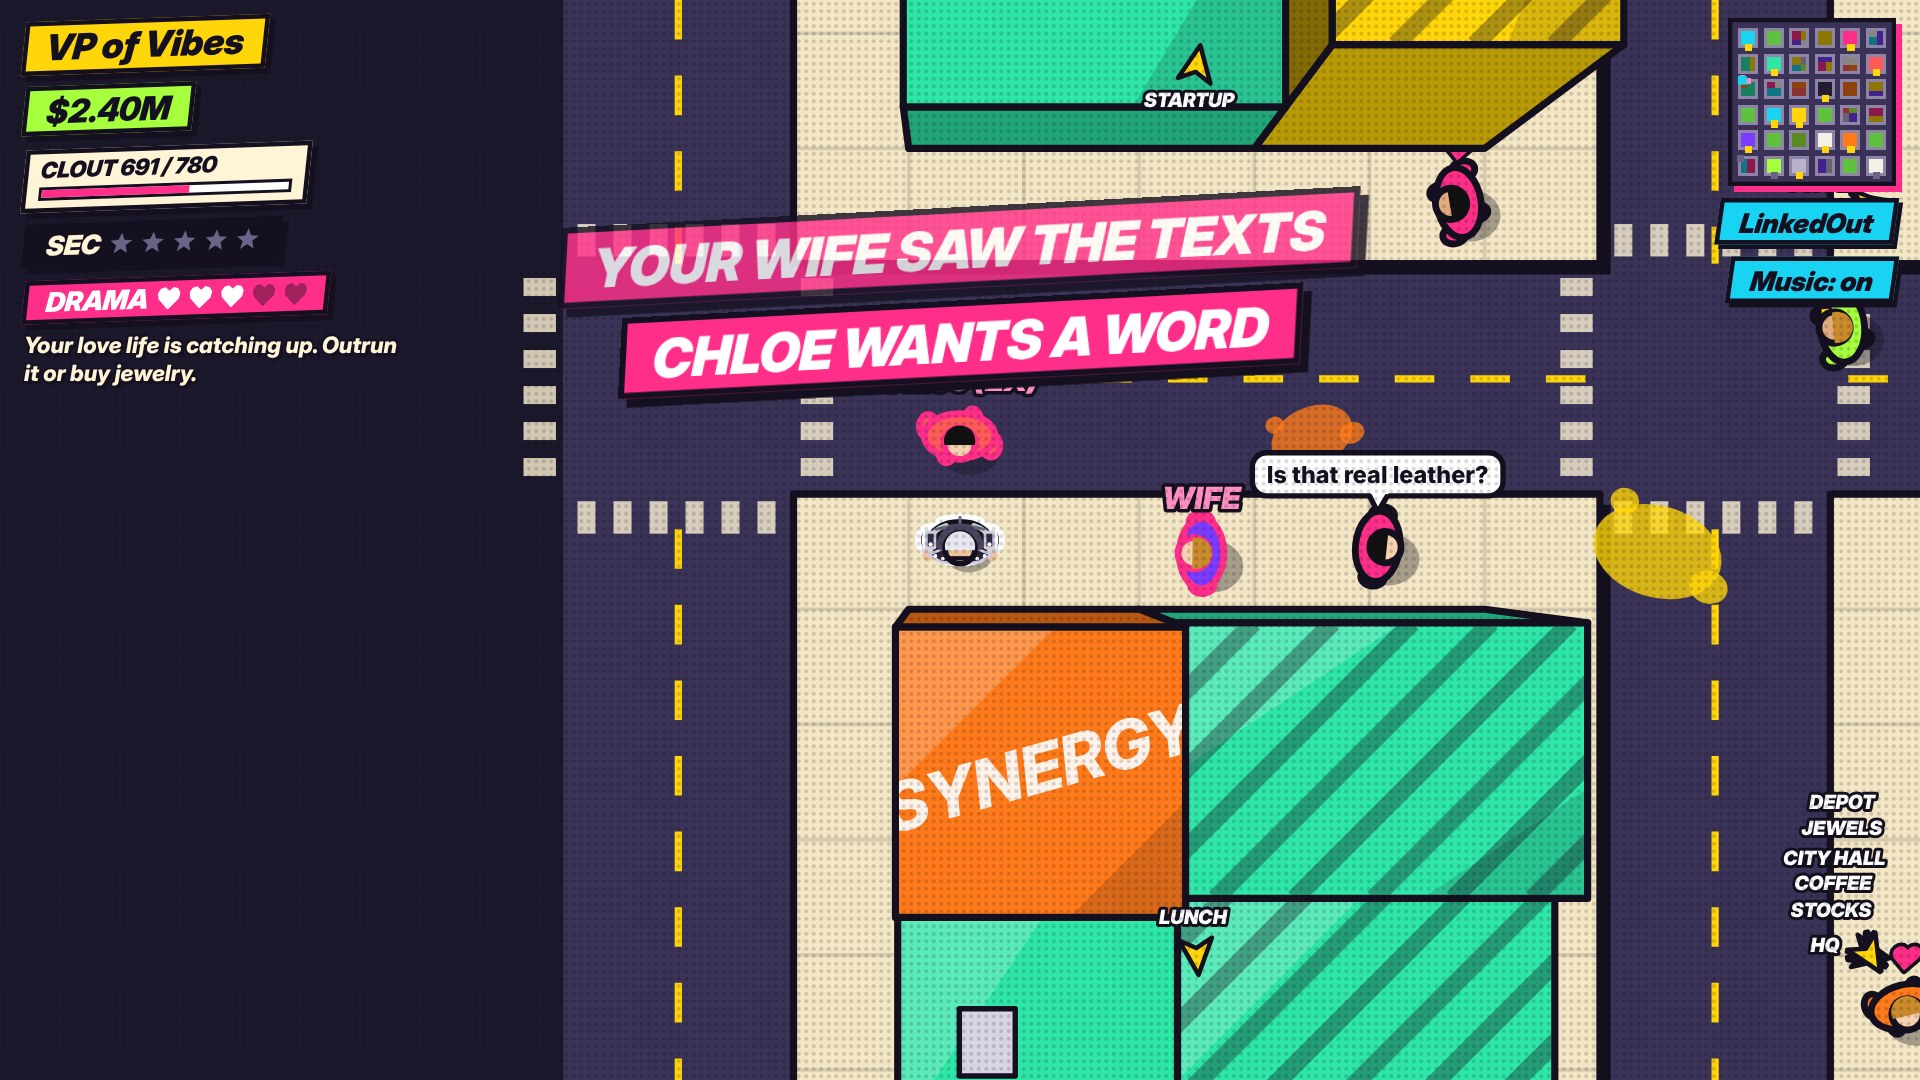 VP of Vibes
$2.40M
CLOUT 691/780
SEC
DRAMA
Your love life is catching up. Outrun
it or buy jewelry.
STARTUP
YOUR WIFE SAW THE TEXTS
CHLOE WANTS A WORD
LinkedOut
Music: on
Is that real leather?
WIFE
SYNERGY
LUNCH
DEPOT
JEWELS
CITY HALL
COFFEE
STOCKS
HQ